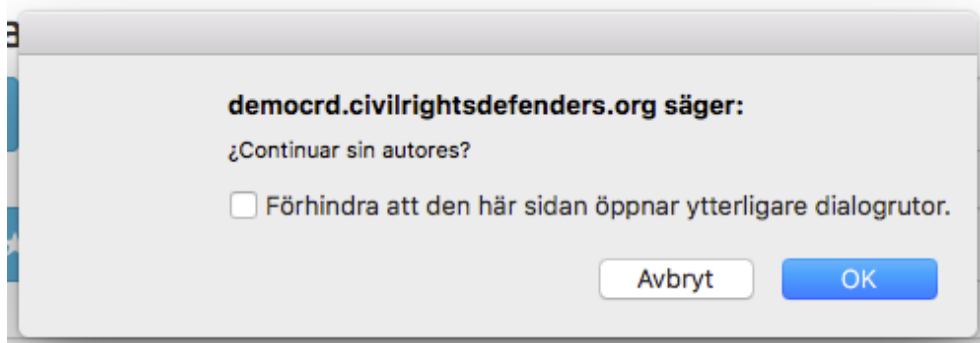 democrd.civilrightsdefenders.org säger:
¿Continuar sin autores?
Förhindra att den här sidan öppnar ytterligare dialogrutor.
Avbryt
OK